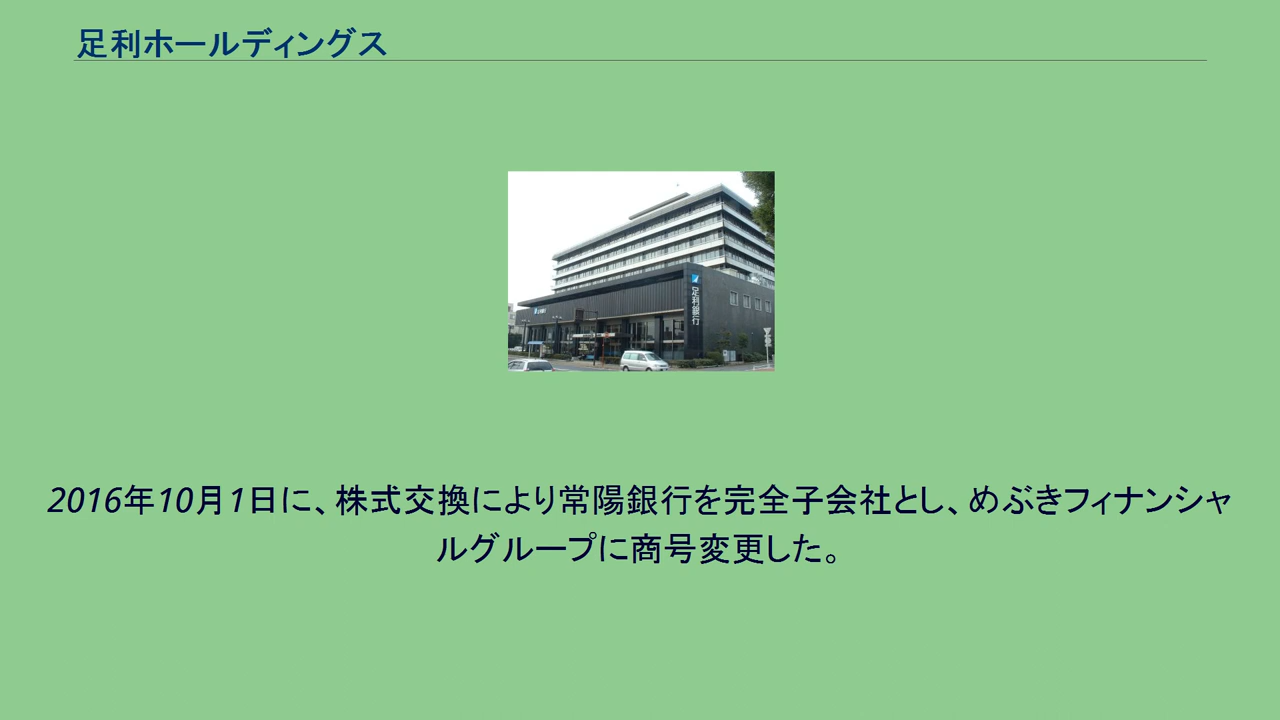 足利ホールディングス
足利銀行
2016年10月1日に、株式交換により常陽銀行を完全子会社とし、めぶきフィナンシャ
ルグループに商号変更した。